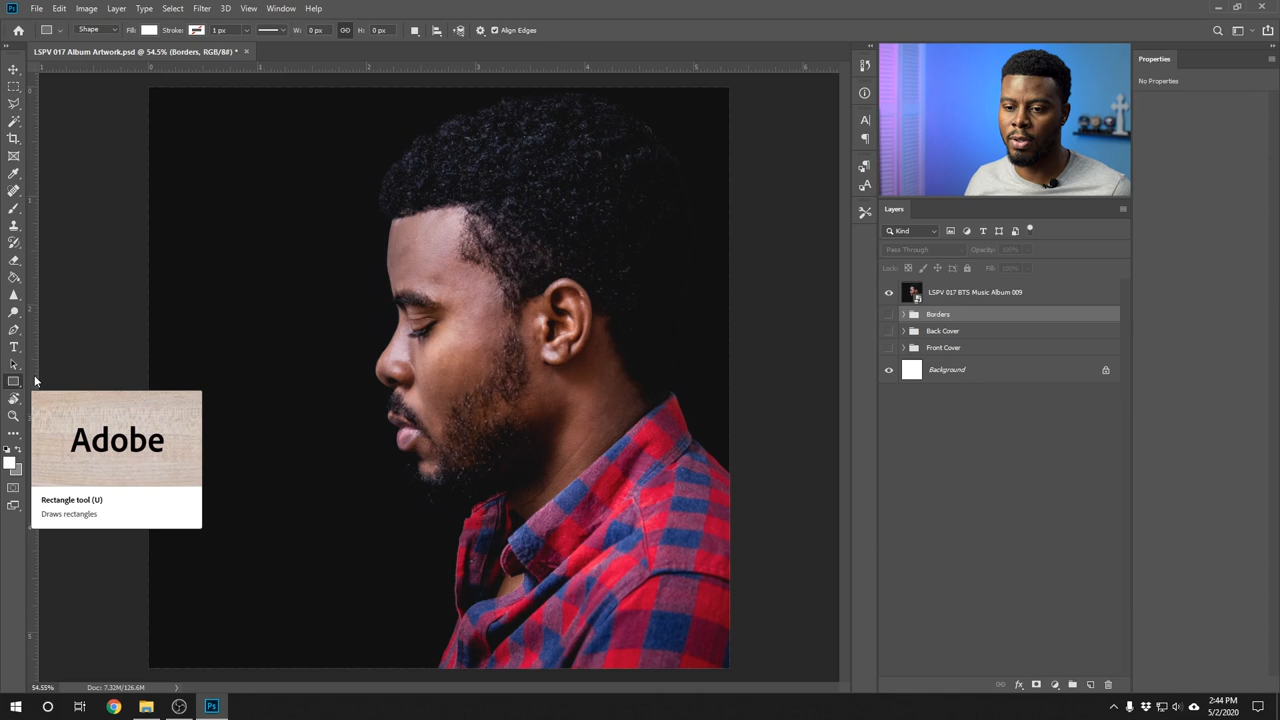 Ps File Edit Image Layer Type Select Filter 3D View Window Help
Shape Fill: Stroke: 1 px W: 0 px H: 0 px Align Edges
LSPV 017 Album Artwork.psd @ 54.5% (Borders, RGB/8#) *
Properties
No Properties
Layers
Kind
Pass Through Opacity: 100%
Lock: Fill: 100%
LSPV 017 BTS Music Album 009
Borders
Back Cover
Front Cover
Background
Adobe
Rectangle tool (U)
Draws rectangles
54.55% Doc: 7.32M/126.6M
2:44 PM
5/2/2020